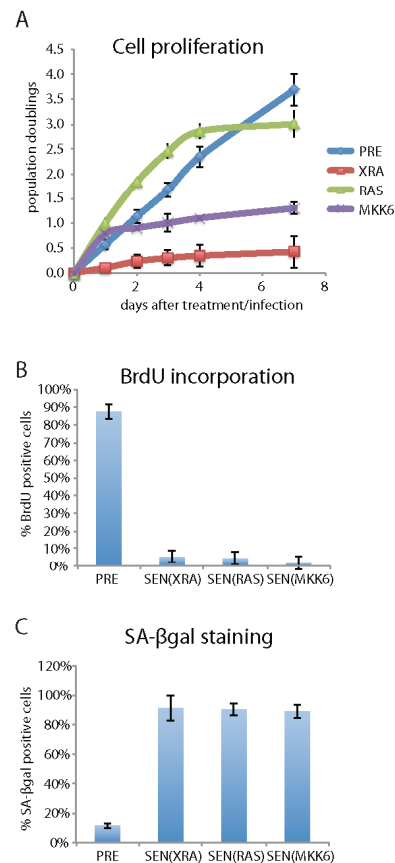 A
Cell proliferation
population doublings
4.5
4.0
3.5
3.0
2.5
2.0
1.5
1.0
0.5
0.0
0 2 4 6 8
days after treatment/infection
PRE
XRA
RAS
MKK6
B
BrdU incorporation
% BrdU positive cells
100%
90%
80%
70%
60%
50%
40%
30%
20%
10%
0%
PRE SEN(XRA) SEN(RAS) SEN(MKK6)
C
SA-βgal staining
% SA-βgal positive cells
120%
100%
80%
60%
40%
20%
0%
PRE SEN(XRA) SEN(RAS) SEN(MKK6)